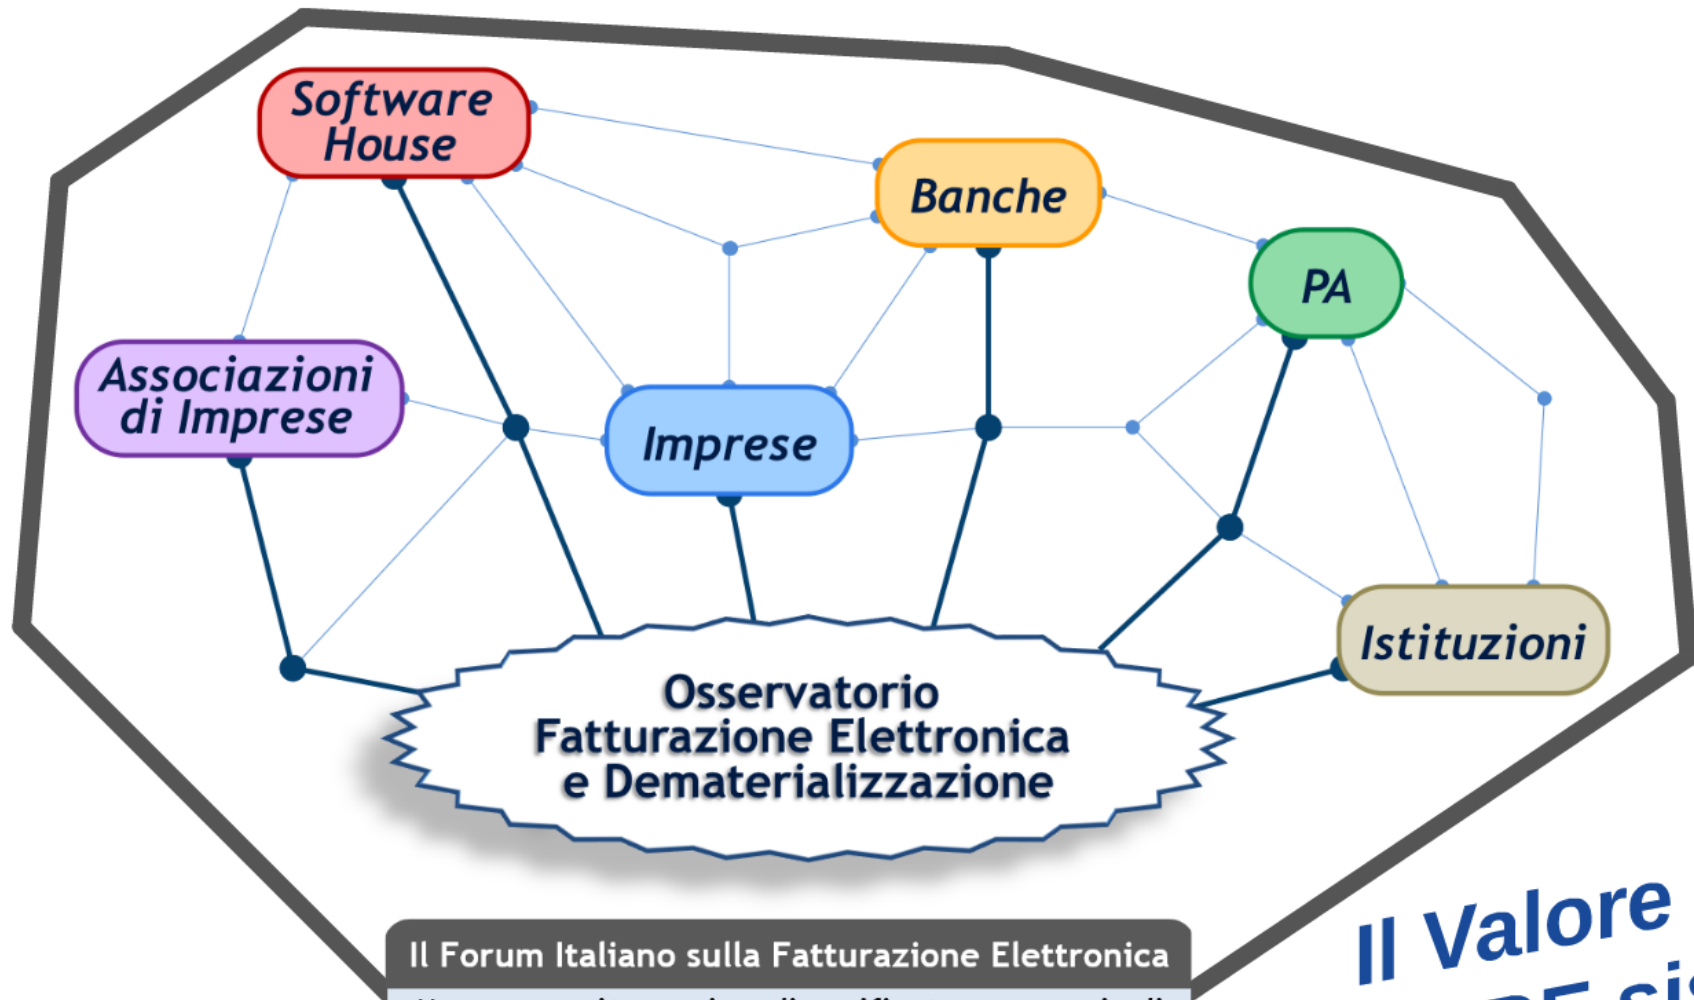 Software
House
Banche
PA
Associazioni
di Imprese
Imprese
Istituzioni
Osservatorio
Fatturazione Elettronica
e Dematerializzazione
Il Forum Italiano sulla Fatturazione Elettronica
Il Valore